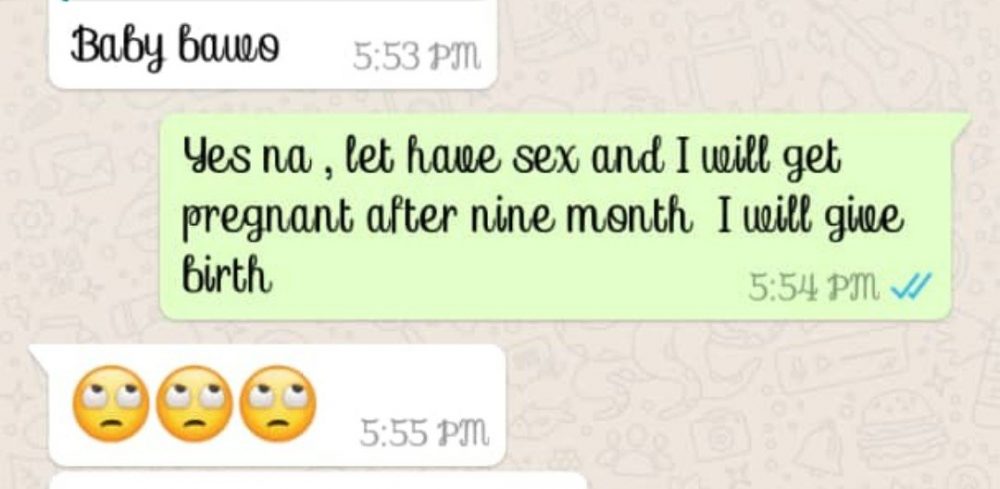 Baby bawo
5:53 PM
Yes na , let have sex and I will get
pregnant after nine month I will give
birth
5:54 PM
5:55 PM